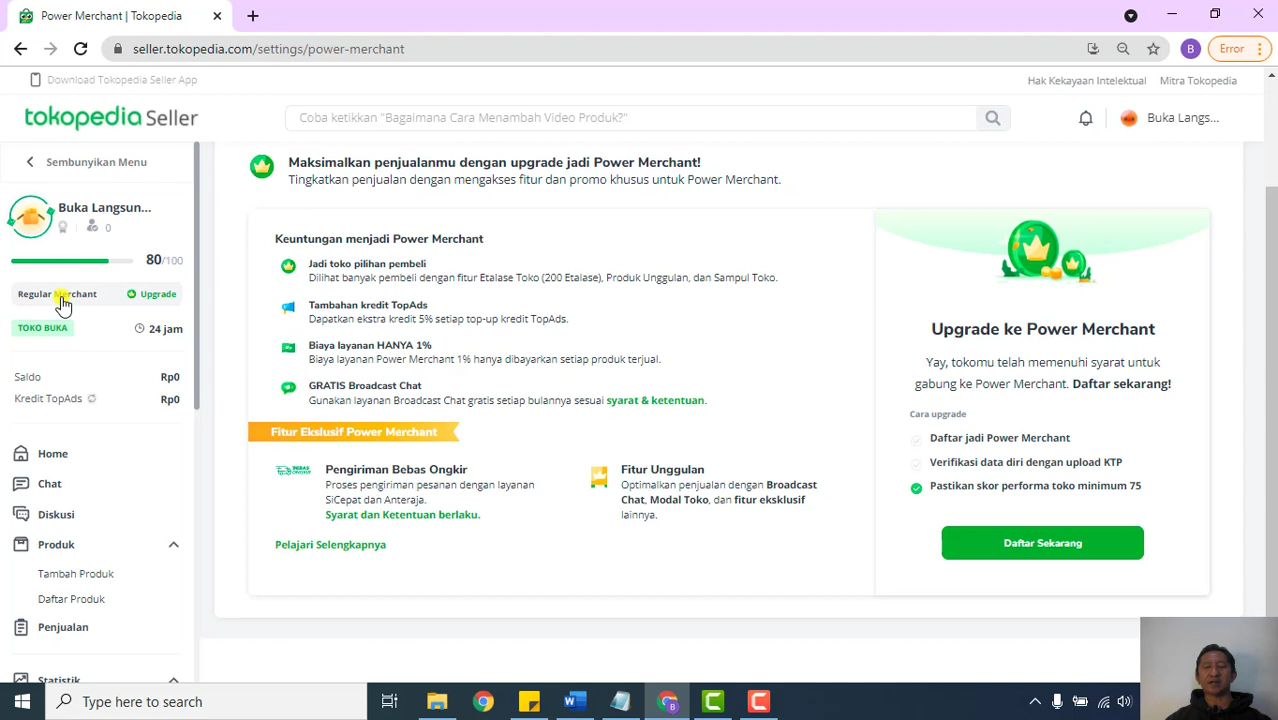 Power Merchant | Tokopedia
seller.tokopedia.com/settings/power-merchant
B
Error
Download Tokopedia Seller App
Hak Kekayaan Intelektual
Mitra Tokopedia
tokopedia Seller
Coba ketikkan "Bagaimana Cara Menambah Video Produk?"
Buka Langs...
Sembunyikan Menu
Buka Langsun...
0
80/100
Regular Merchant
Upgrade
TOKO BUKA
24 jam
Saldo
Rp0
Kredit TopAds
Rp0
Home
Chat
Diskusi
Produk
Tambah Produk
Daftar Produk
Penjualan
Statistik
Maksimalkan penjualanmu dengan upgrade jadi Power Merchant!
Tingkatkan penjualan dengan mengakses fitur dan promo khusus untuk Power Merchant.
Keuntungan menjadi Power Merchant
Jadi toko pilihan pembeli
Dilihat banyak pembeli dengan fitur Etalase Toko (200 Etalase), Produk Unggulan, dan Sampul Toko.
Tambahan kredit TopAds
Dapatkan ekstra kredit 5% setiap top-up kredit TopAds.
Biaya layanan HANYA 1%
Biaya layanan Power Merchant 1% hanya dibayarkan setiap produk terjual.
GRATIS Broadcast Chat
Gunakan layanan Broadcast Chat gratis setiap bulannya sesuai syarat & ketentuan.
Fitur Ekslusif Power Merchant
BEBAS
ONGKIR
Pengiriman Bebas Ongkir
Proses pengiriman pesanan dengan layanan
SiCepat dan Anteraja.
Syarat dan Ketentuan berlaku.
Fitur Unggulan
Optimalkan penjualan dengan Broadcast
Chat, Modal Toko, dan fitur eksklusif
lainnya.
Pelajari Selengkapnya
Upgrade ke Power Merchant
Yay, tokomu telah memenuhi syarat untuk
gabung ke Power Merchant. Daftar sekarang!
Cara upgrade
Daftar jadi Power Merchant
Verifikasi data diri dengan upload KTP
Pastikan skor performa toko minimum 75
Daftar Sekarang
Type here to search